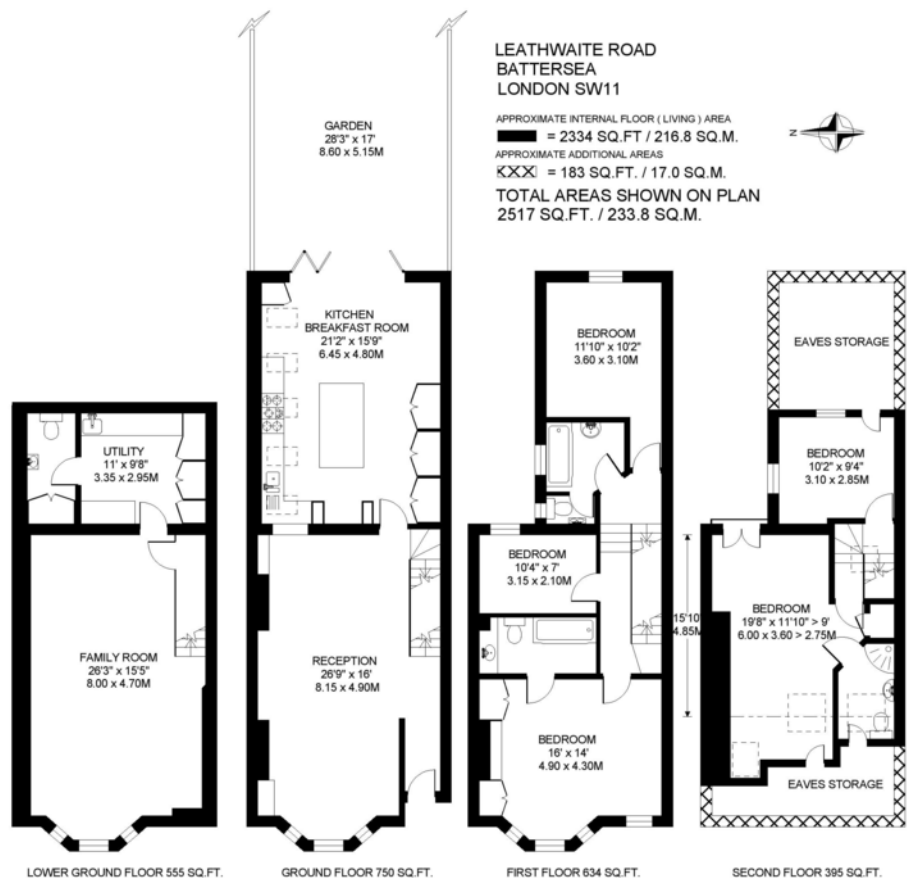 LEATHWAITE ROAD
BATTERSEA
LONDON SW11
APPROXIMATE INTERNAL FLOOR ( LIVING ) AREA
= 2334 SQ.FT / 216.8 SQ.M.
APPROXIMATE ADDITIONAL AREAS
= 183 SQ.FT. / 17.0 SQ.M.
TOTAL AREAS SHOWN ON PLAN
2517 SQ.FT. / 233.8 SQ.M.
N
GARDEN
28'3" x 17'
8.60 x 5.15M
KITCHEN
BREAKFAST ROOM
21'2" x 15'9"
6.45 x 4.80M
BEDROOM
11'10" x 10'2"
3.60 x 3.10M
EAVES STORAGE
UTILITY
11' x 9'8"
3.35 x 2.95M
BEDROOM
10'2" x 9'4"
3.10 x 2.85M
BEDROOM
10'4" x 7'
3.15 x 2.10M
15'10"
4.85M
BEDROOM
19'8" x 11'10" > 9'
6.00 x 3.60 > 2.75M
FAMILY ROOM
26'3" x 15'5"
8.00 x 4.70M
RECEPTION
26'9" x 16'
8.15 x 4.90M
BEDROOM
16' x 14'
4.90 x 4.30M
EAVES STORAGE
LOWER GROUND FLOOR 555 SQ.FT.
GROUND FLOOR 750 SQ.FT.
FIRST FLOOR 634 SQ.FT.
SECOND FLOOR 395 SQ.FT.